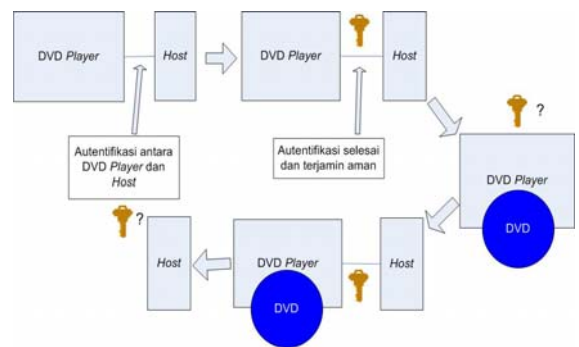 DVD Player
Host
DVD Player
Host
Autentifikasi antara
DVD Player dan
Host
Autentifikasi selesai
dan terjamin aman
?
DVD Player
DVD
?
Host
DVD Player
Host
DVD